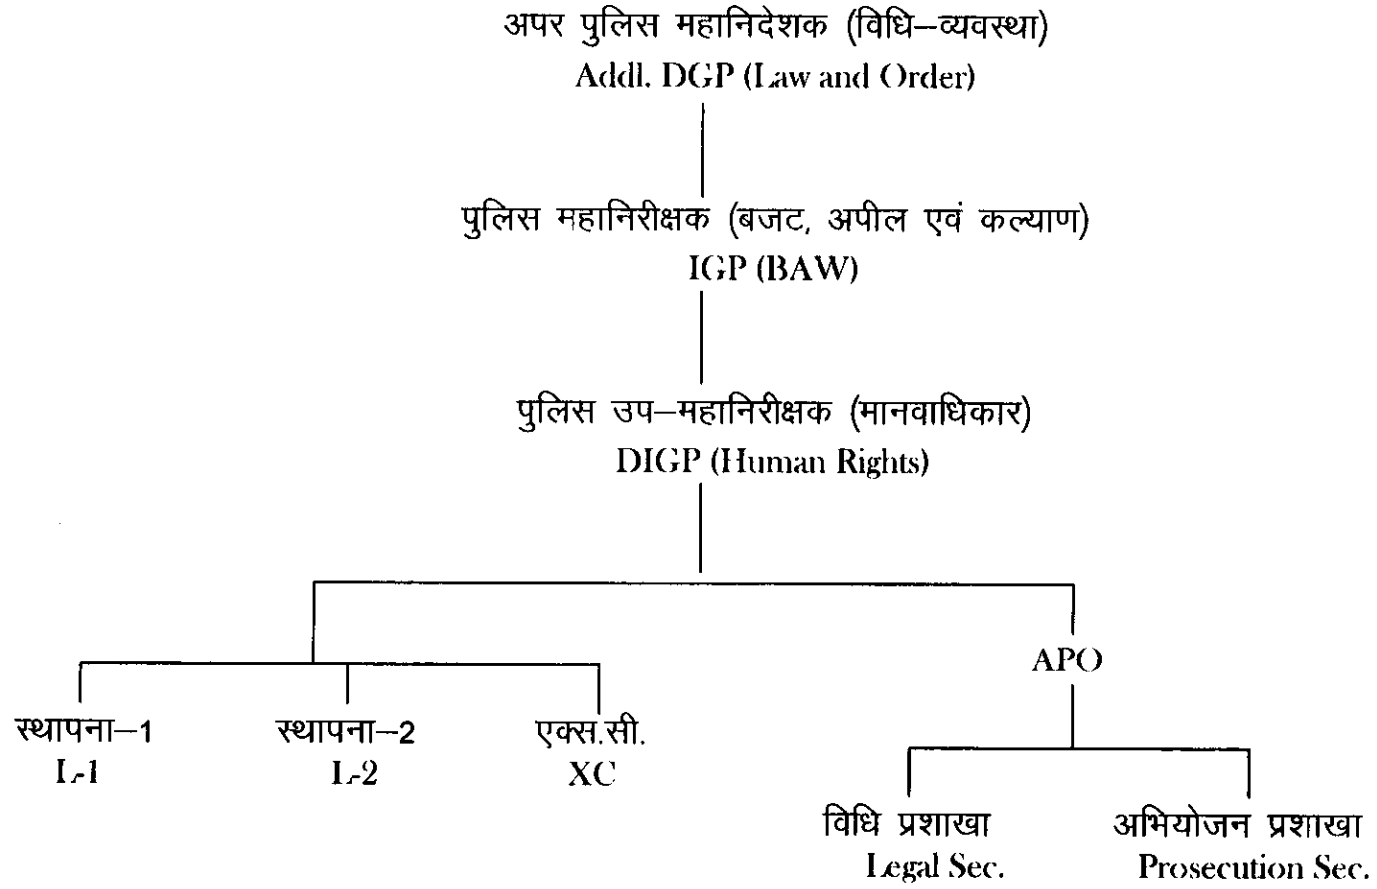 अपर पुलिस महानिदेशक (विधि–व्यवस्था)
Addl. DGP (Law and Order)
पुलिस महानिरीक्षक (बजट, अपील एवं कल्याण)
IGP (BAW)
पुलिस उप–महानिरीक्षक (मानवाधिकार)
DIGP (Human Rights)
APO
स्थापना–1
स्थापना–2
एक्स.सी.
L-1
L-2
XC
विधि प्रशाखा
अभियोजन प्रशाखा
Legal Sec.
Prosecution Sec.